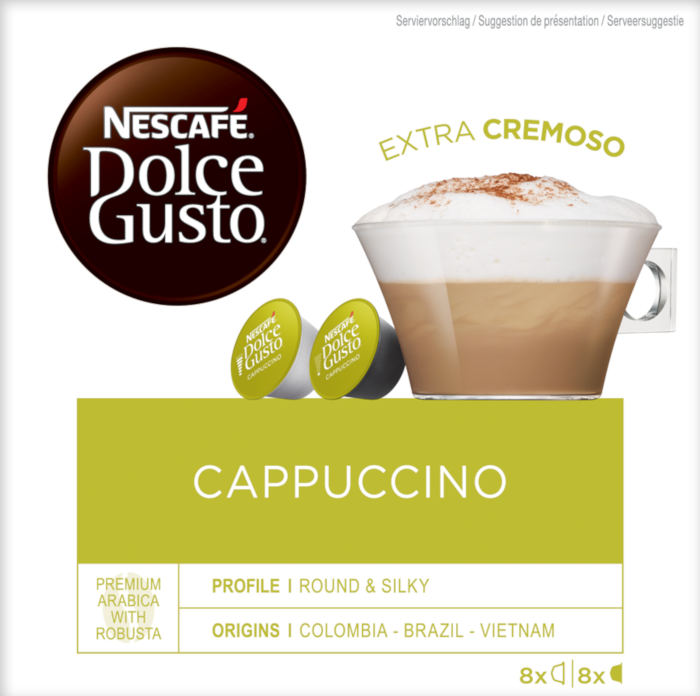 Serviervorschlag / Suggestion de présentation / Serveersuggestie
NESCAFÉ.
Dolce
Gusto.
EXTRA CREMOSO
NESCAFÉ
Dolce
Gusto
CAPPUCCINO
NESCAFÉ
Dolce
Gusto
CAPPUCCINO
CAPPUCCINO
PREMIUM
ARABICA
WITH
ROBUSTA
PROFILE | ROUND & SILKY
ORIGINS | COLOMBIA - BRAZIL - VIETNAM
8x | 8x